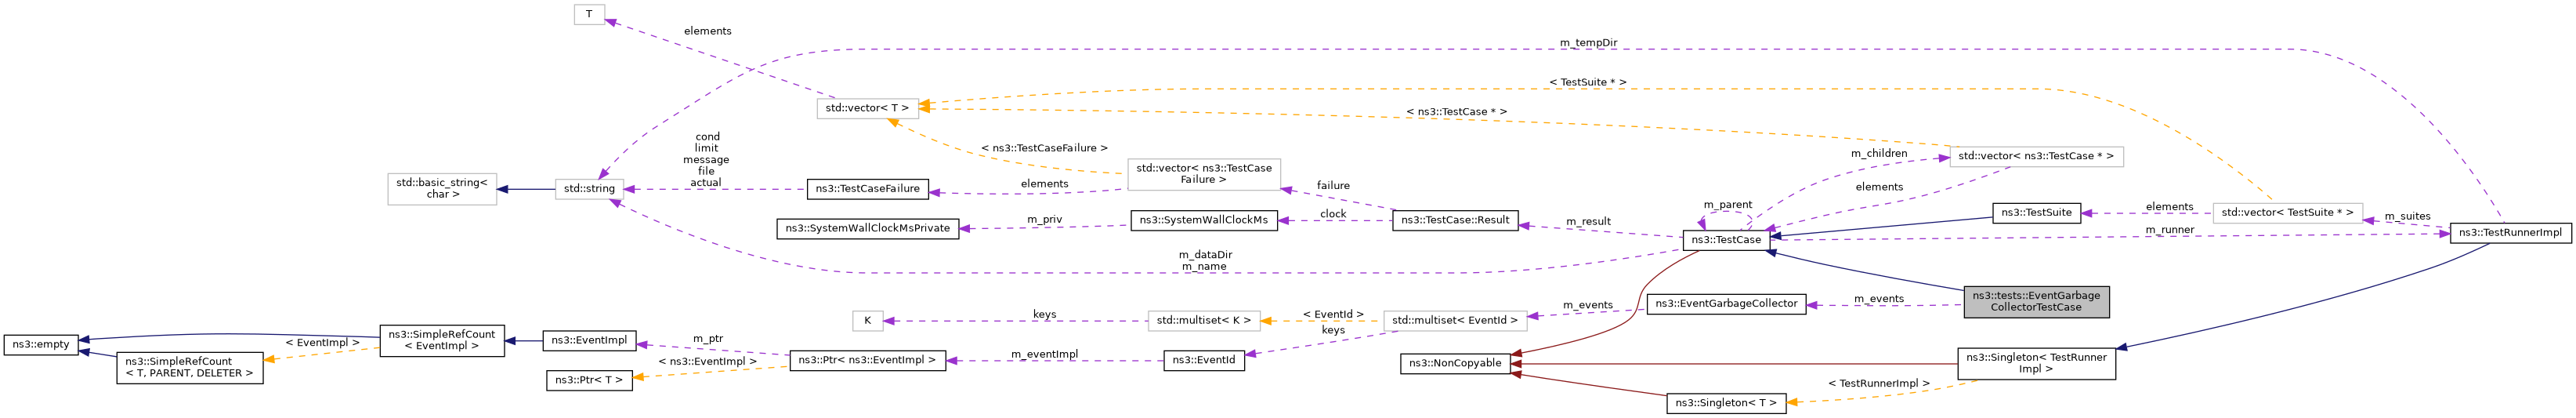 T
elements
m_tempDir
< TestSuite * >
std::vector< T >
< ns3::TestCase * >
cond
limit
message
file
actual
< ns3::TestCaseFailure >
m_children
std::vector< ns3::TestCase * >
std::vector< ns3::TestCase
Failure >
std::basic_string<
char >
std::string
ns3::TestCaseFailure
elements
failure
elements
ns3::SystemWallClockMsPrivate
m_priv
ns3::SystemWallClockMs
clock
ns3::TestCase::Result
m_result
m_parent
ns3::TestCase
ns3::TestSuite
elements
std::vector< TestSuite * >
m_suites
m_runner
ns3::TestRunnerImpl
m_dataDir
m_name
ns3::tests::EventGarbage
CollectorTestCase
m_events
ns3::EventGarbageCollector
m_events
std::multiset< EventId >
< EventId >
keys
std::multiset< K >
keys
K
ns3::empty
ns3::SimpleRefCount
< EventImpl >
ns3::EventImpl
< EventImpl >
ns3::SimpleRefCount
< T, PARENT, DELETER >
m_ptr
< ns3::EventImpl >
ns3::Ptr< T >
ns3::Ptr< ns3::EventImpl >
m_eventImpl
ns3::EventId
ns3::NonCopyable
ns3::Singleton< TestRunner
Impl >
< TestRunnerImpl >
ns3::Singleton< T >